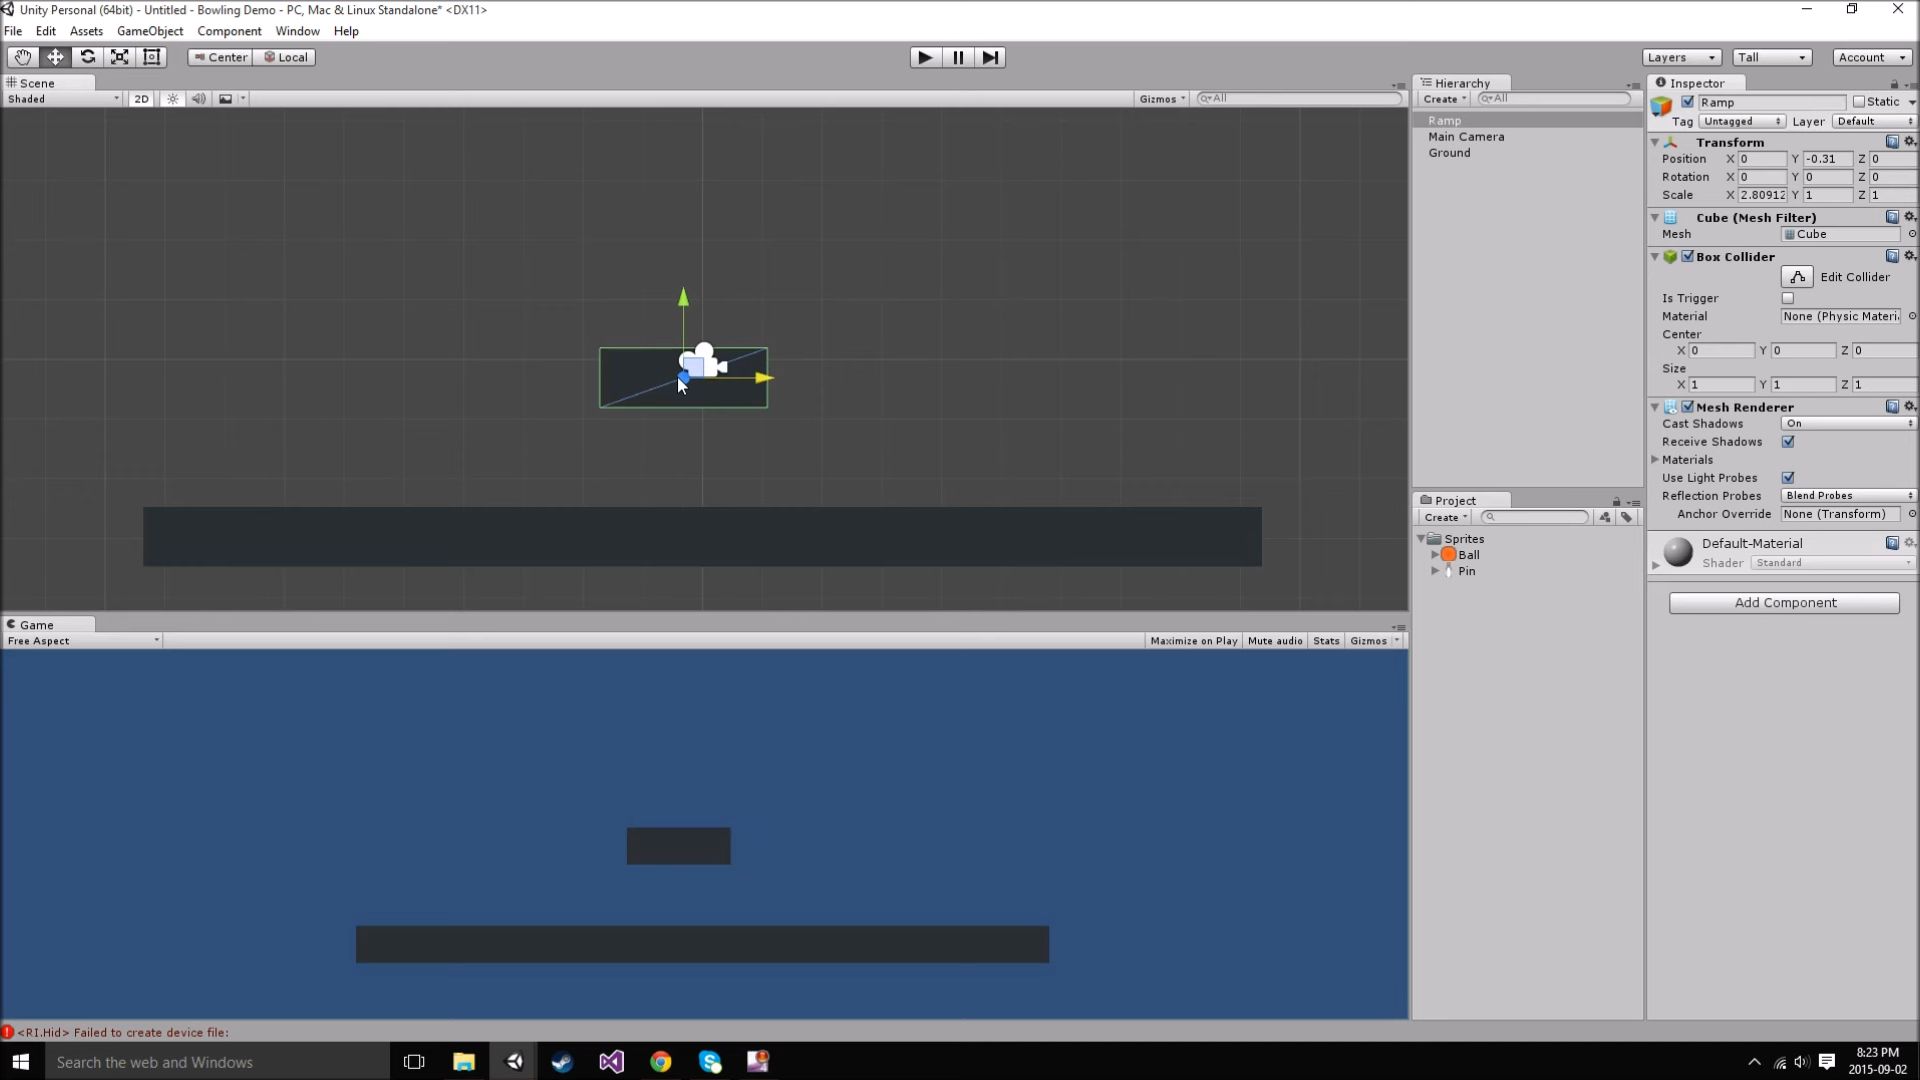 Unity Personal (64bit) - Untitled - Bowling Demo - PC, Mac & Linux Standalone* <DX11>
File Edit Assets GameObject Component Window Help
Center Local Layers Tall Account
Scene Hierarchy Inspector
Shaded 2D Gizmos All Create All
Ramp Static
Tag Untagged Layer Default
Ramp
Main Camera
Ground
Transform
Position X 0 Y -0.31 Z 0
Rotation X 0 Y 0 Z 0
Scale X 2.80912 Y 1 Z 1
Cube (Mesh Filter)
Mesh Cube
Box Collider
Edit Collider
Is Trigger
Material None (Physic Materi
Center
X 0 Y 0 Z 0
Size
X 1 Y 1 Z 1
Mesh Renderer
Cast Shadows On
Receive Shadows
Materials
Use Light Probes
Reflection Probes Blend Probes
Anchor Override None (Transform)
Default-Material
Shader Standard
Add Component
Project
Create
Sprites
Ball
Pin
Game
Free Aspect Maximize on Play Mute audio Stats Gizmos
<RI.Hid> Failed to create device file:
Search the web and Windows
8:23 PM
2015-09-02